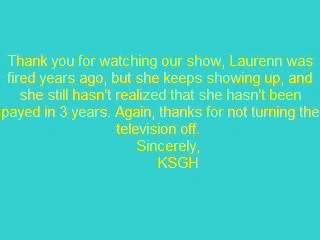 Thank you for watching our show, Laurenn was
fired years ago, but she keeps showing up, and
she still hasn't realized that she hasn't been
payed in 3 years. Again, thanks for not turning the
television off.
Sincerely,
KSGH